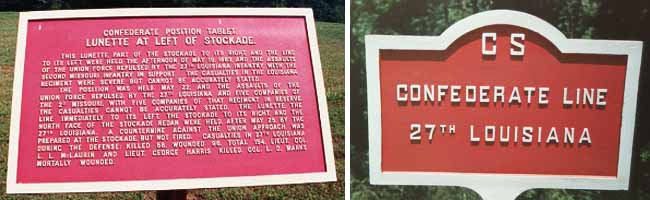 CONFEDERATE POSITION TABLET
LUNETTE AT LEFT OF STOCKADE.
THIS LUNETTE, PART OF THE STOCKADE TO ITS RIGHT AND THE LINE
TO ITS LEFT WERE HELD THE AFTERNOON OF MAY 19, 1863, AND THE ASSAULTS
OF THE UNION FORCE REPULSED BY THE 27TH LOUISIANA INFANTRY WITH THE
SECOND MISSOURI INFANTRY IN SUPPORT. THE CASUALTIES IN THE LOUISIANA
REGIMENT WERE SEVERE BUT CANNOT BE ACCURATELY STATED.
THE POSITION WAS HELD MAY 22, AND THE ASSAULTS OF THE
UNION FORCE REPULSED BY THE 27TH LOUISIANA AND FIVE COMPANIES OF
THE 2D MISSOURI, WITH FIVE COMPANIES OF THAT REGIMENT IN RESERVE.
THE CASUALTIES CANNOT BE ACCURATELY STATED. THE LUNETTE, THE
LINE IMMEDIATELY TO ITS LEFT, THE STOCKADE TO ITS RIGHT AND THE
NORTH FACE OF THE STOCKADE REDAN WERE HELD AFTER MAY 25 BY THE
27TH LOUISIANA. A COUNTERMINE AGAINST THE UNION APPROACH WAS
PREPARED AT THE STOCKADE BUT NOT FIRED. CASUALTIES IN 27TH LOUISIANA
DURING THE DEFENSE: KILLED 58, WOUNDED 96, TOTAL 154, LIEUT. COL.
L. L. McLAURIN AND LIEUT. GEORGE HARRIS KILLED, COL. L. D. MARKS
MORTALLY WOUNDED.
C S
CONFEDERATE LINE
27TH LOUISIANA